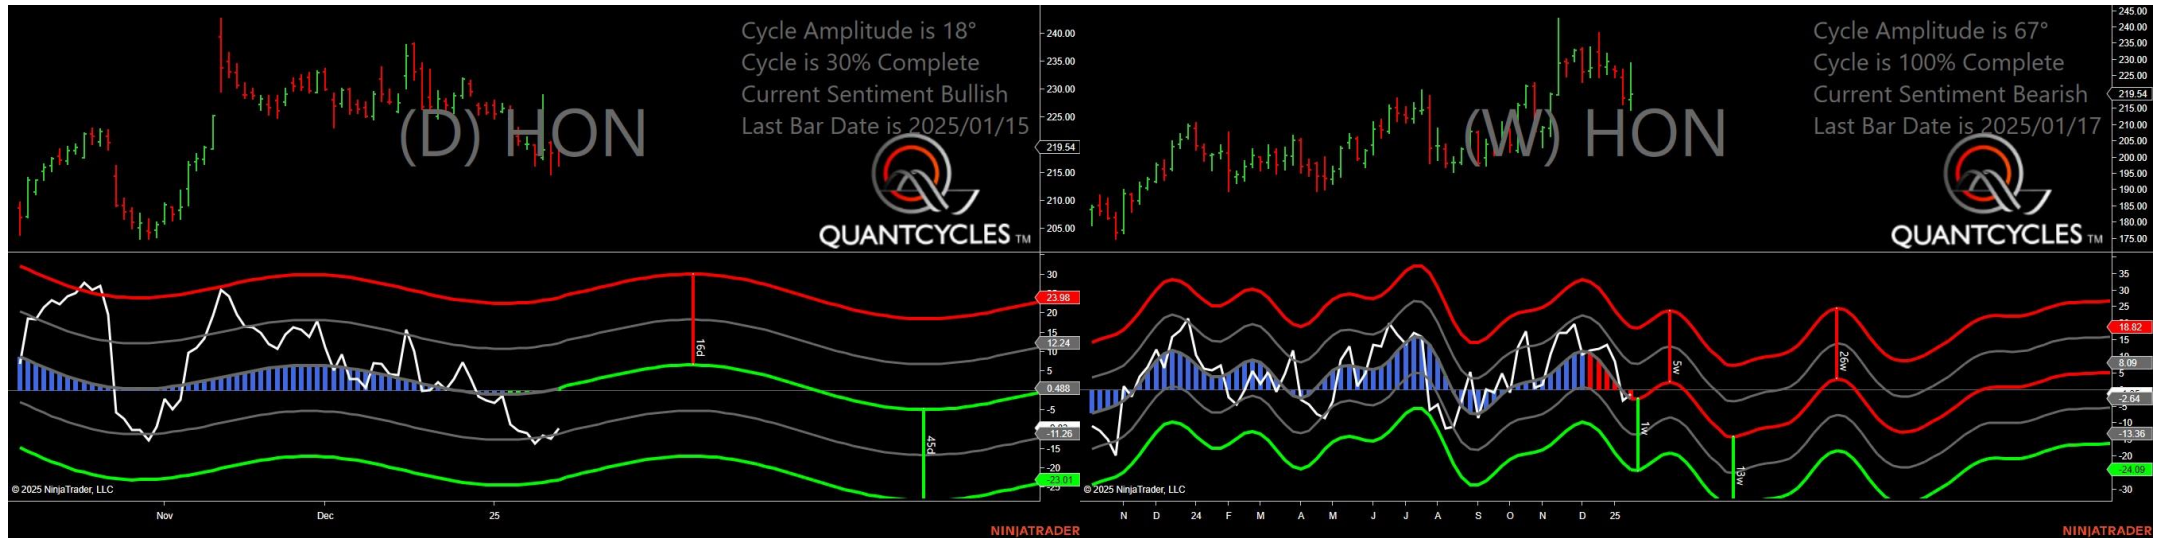 Cycle Amplitude is 18°
Cycle is 30% Complete
Current Sentiment Bullish
Last Bar Date is 2025/01/15
(D) HON
QUANTCYCLES TM
240.00
235.00
230.00
225.00
219.54
215.00
210.00
205.00
30
23.98
20
15
12.24
10
5
0.488
-5
-11.26
-15
-20
-23.01
16d
45d
© 2025 NinjaTrader, LLC
Nov
Dec
25
NINJATRADER
Cycle Amplitude is 67°
Cycle is 100% Complete
Current Sentiment Bearish
Last Bar Date is 2025/01/17
(W) HON
QUANTCYCLES TM
245.00
240.00
235.00
230.00
225.00
219.54
215.00
210.00
205.00
200.00
195.00
190.00
185.00
180.00
175.00
35
30
25
18.82
15
8.09
5
-2.64
-5
-10
-13.36
-20
-24.09
-30
5w
26w
1w
13w
© 2025 NinjaTrader, LLC
N D 24 F M A M J J A S O N D 25
NINJATRADER